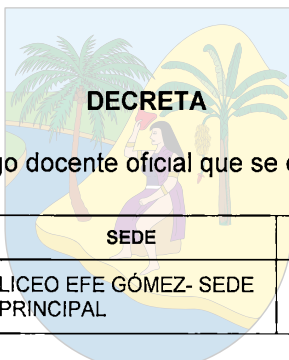 DECRETA
go docente oficial que se
SEDE
LICEO EFE GÓMEZ- SEDE
PRINCIPAL